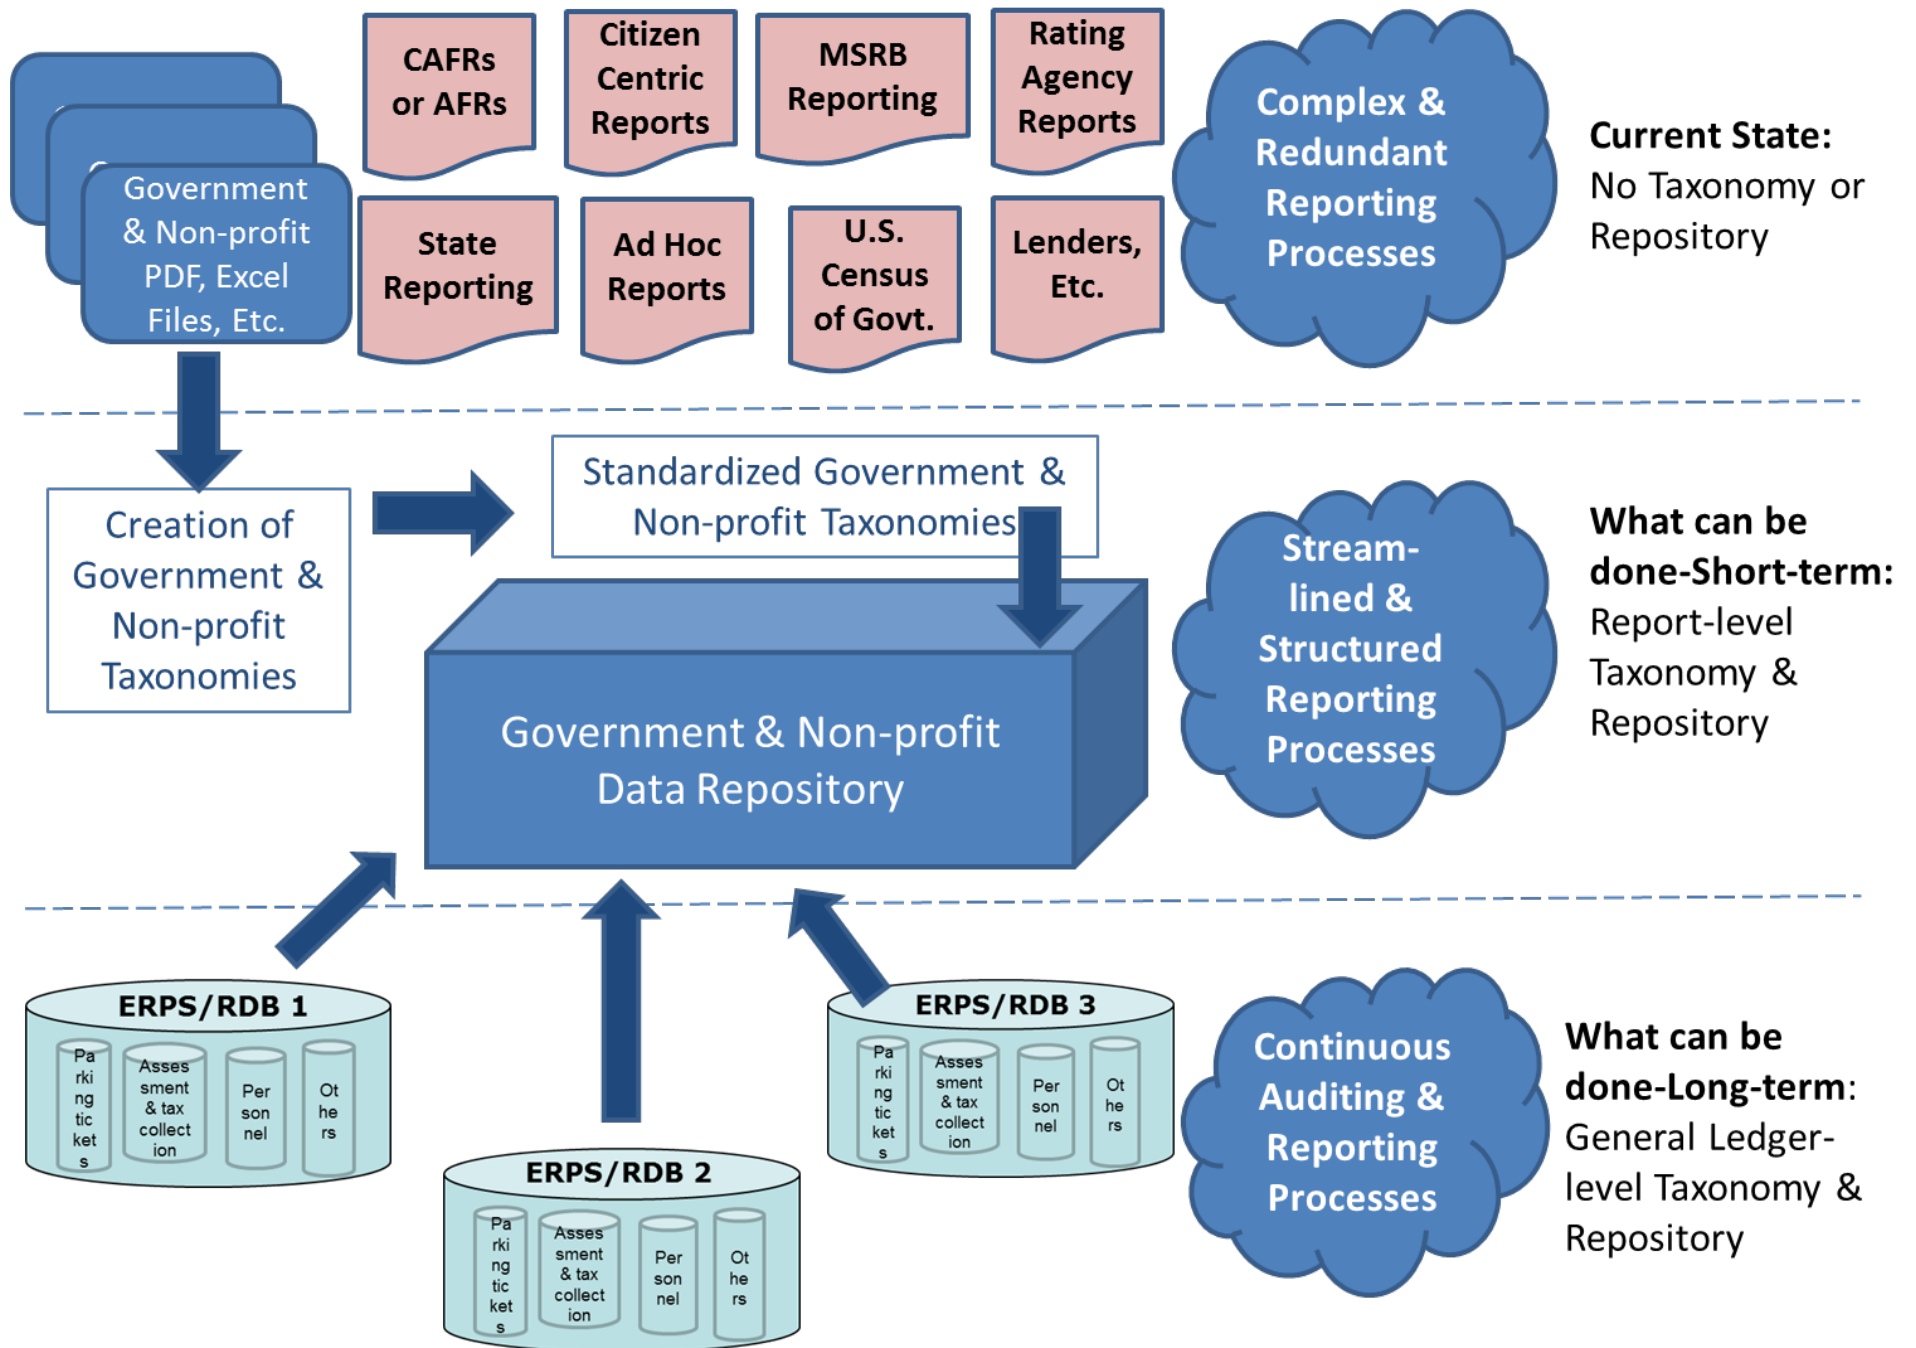 Government
& Non-profit
PDF, Excel
Files, Etc.
CAFRs
or AFRs
Citizen
Centric
Reports
MSRB
Reporting
Rating
Agency
Reports
State
Reporting
Ad Hoc
Reports
U.S.
Census
of Govt.
Lenders,
Etc.
Complex &
Redundant
Reporting
Processes
Current State:
No Taxonomy or
Repository
Creation of
Government &
Non-profit
Taxonomies
Standardized Government &
Non-profit Taxonomies
Government & Non-profit
Data Repository
Stream-
lined &
Structured
Reporting
Processes
What can be
done-Short-term:
Report-level
Taxonomy &
Repository
ERPS/RDB 1
Pa
rki
ng
tic
ket
s
Asses
sment
& tax
collect
ion
Per
son
nel
Ot
he
rs
ERPS/RDB 2
Pa
rki
ng
tic
ket
s
Asses
sment
& tax
collect
ion
Per
son
nel
Ot
he
rs
ERPS/RDB 3
Pa
rki
ng
tic
ket
s
Asses
sment
& tax
collect
ion
Per
son
nel
Ot
he
rs
Continuous
Auditing &
Reporting
Processes
What can be
done-Long-term:
General Ledger-
level Taxonomy &
Repository